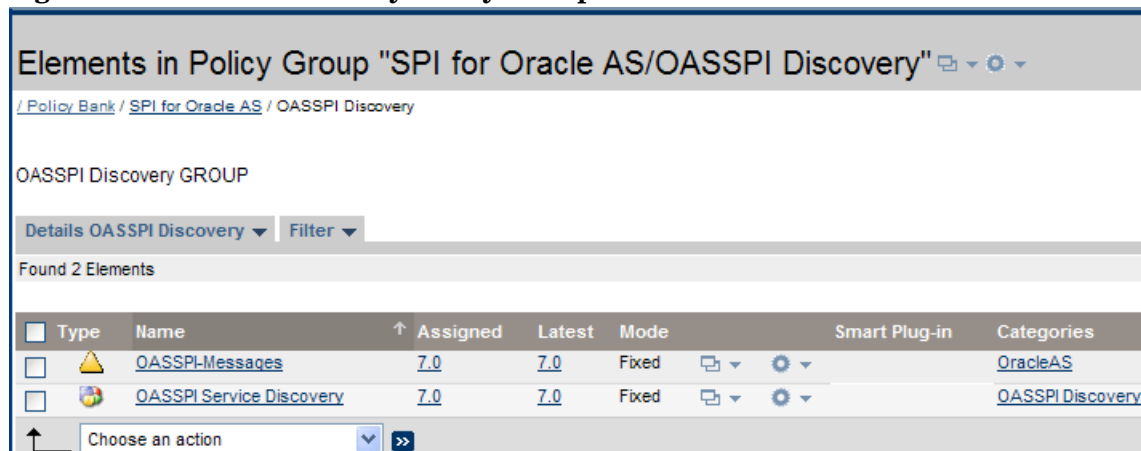 Elements in Policy Group "SPI for Oracle AS/OASSPI Discovery"
/ Policy Bank / SPI for Oracle AS / OASSPI Discovery
OASSPI Discovery GROUP
Details OASSPI Discovery Filter
Found 2 Elements
Type Name Assigned Latest Mode Smart Plug-in Categories
OASSPI-Messages 7.0 7.0 Fixed OracleAS
OASSPI Service Discovery 7.0 7.0 Fixed OASSPI Discovery
Choose an action